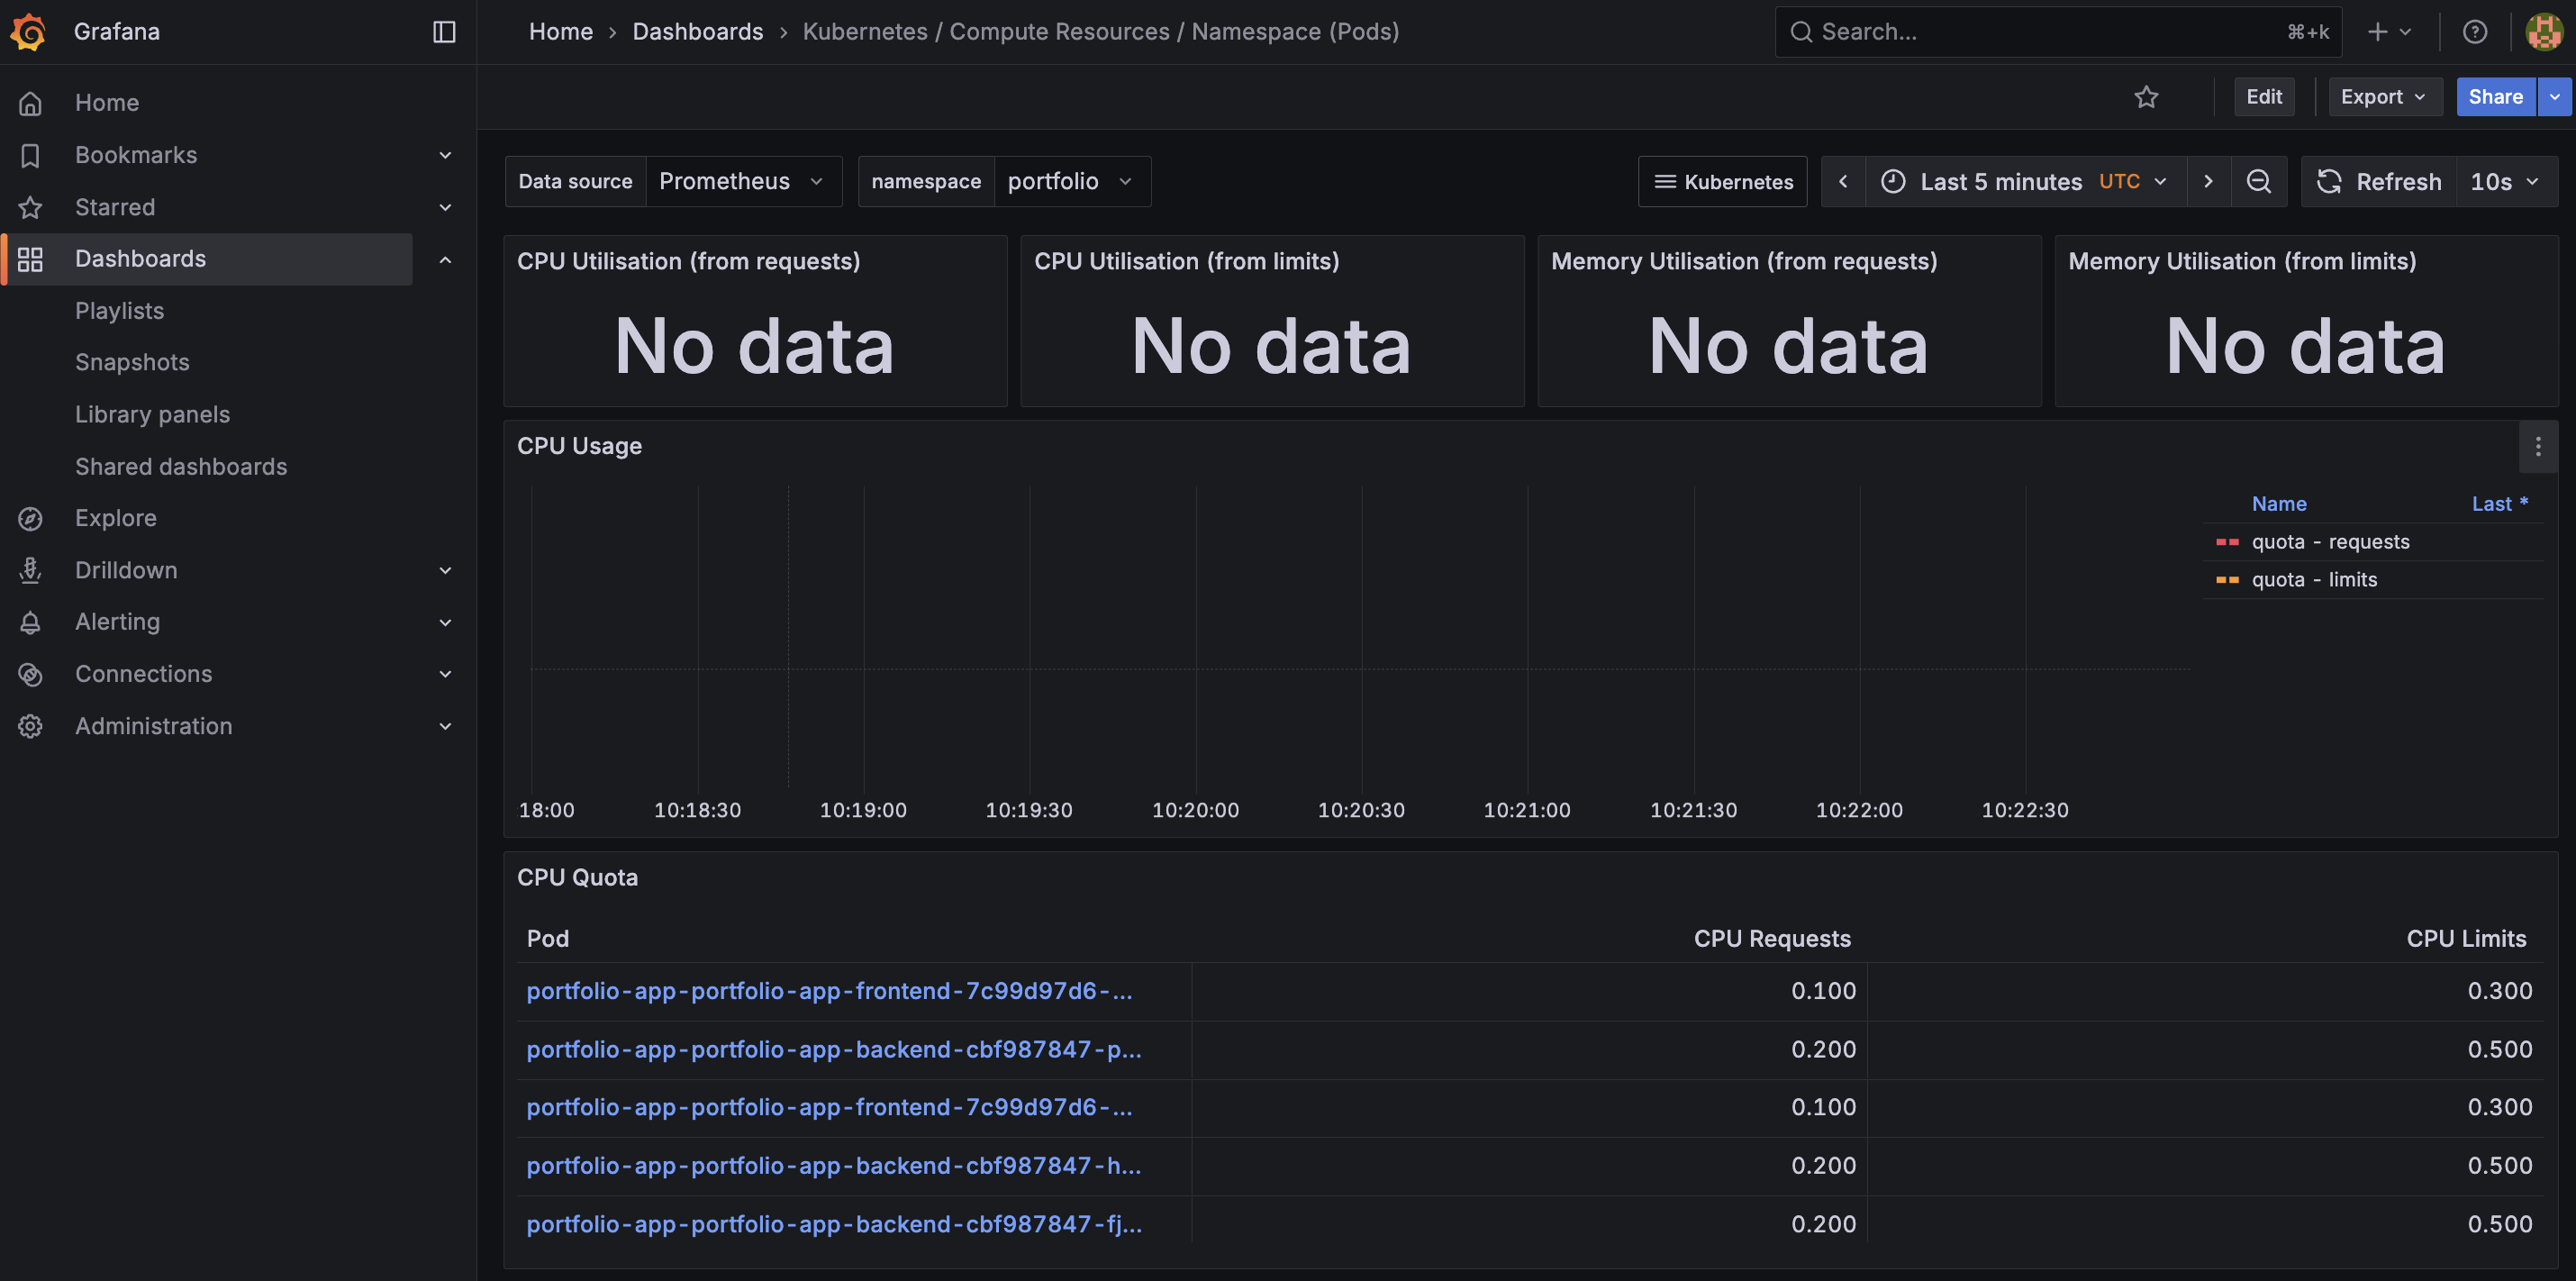 Grafana
Home › Dashboards › Kubernetes / Compute Resources / Namespace (Pods)
Search...
⌘+k
Home
Bookmarks
Starred
Dashboards
Playlists
Snapshots
Library panels
Shared dashboards
Explore
Drilldown
Alerting
Connections
Administration
Edit
Export
Share
Data source Prometheus
namespace portfolio
Kubernetes
Last 5 minutes UTC
Refresh 10s
CPU Utilisation (from requests)
No data
CPU Utilisation (from limits)
No data
Memory Utilisation (from requests)
No data
Memory Utilisation (from limits)
No data
CPU Usage
18:00 10:18:30 10:19:00 10:19:30 10:20:00 10:20:30 10:21:00 10:21:30 10:22:00 10:22:30
Name Last *
quota - requests
quota - limits
CPU Quota
Pod CPU Requests CPU Limits
portfolio-app-portfolio-app-frontend-7c99d97d6-... 0.100 0.300
portfolio-app-portfolio-app-backend-cbf987847-p... 0.200 0.500
portfolio-app-portfolio-app-frontend-7c99d97d6-... 0.100 0.300
portfolio-app-portfolio-app-backend-cbf987847-h... 0.200 0.500
portfolio-app-portfolio-app-backend-cbf987847-fj... 0.200 0.500